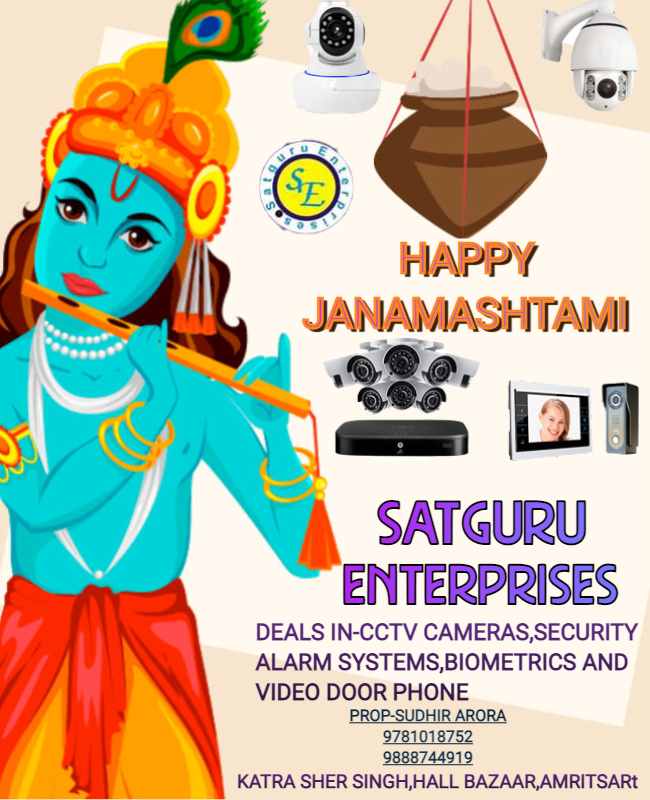 Satguru Enterprises
SE
HAPPY
JANAMASHTAMI
SATGURU
ENTERPRISES
DEALS IN-CCTV CAMERAS,SECURITY
ALARM SYSTEMS,BIOMETRICS AND
VIDEO DOOR PHONE
PROP-SUDHIR ARORA
9781018752
9888744919
KATRA SHER SINGH,HALL BAZAAR,AMRITSARt